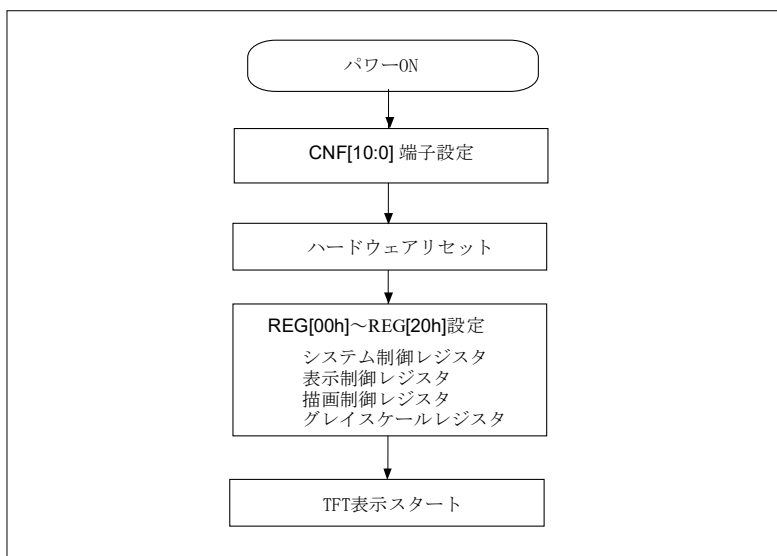 パワーON
CNF[10:0] 端子設定
ハードウェアリセット
REG[00h]～REG[20h]設定
システム制御レジスタ
表示制御レジスタ
描画制御レジスタ
グレイスケールレジスタ
TFT表示スタート